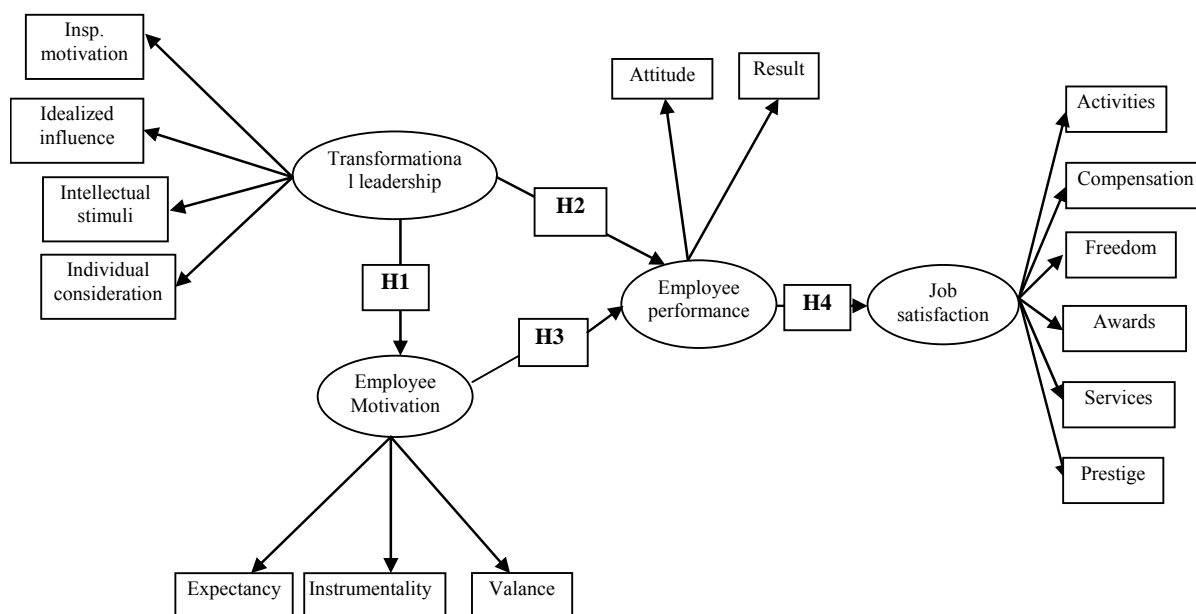 Insp.
motivation
Idealized
influence
Intellectual
stimuli
Individual
consideration
Transformationa
l leadership
H1
H2
Employee
Motivation
H3
Expectancy
Instrumentality
Valance
Attitude
Result
Employee
performance
H4
Job
satisfaction
Activities
Compensation
Freedom
Awards
Services
Prestige